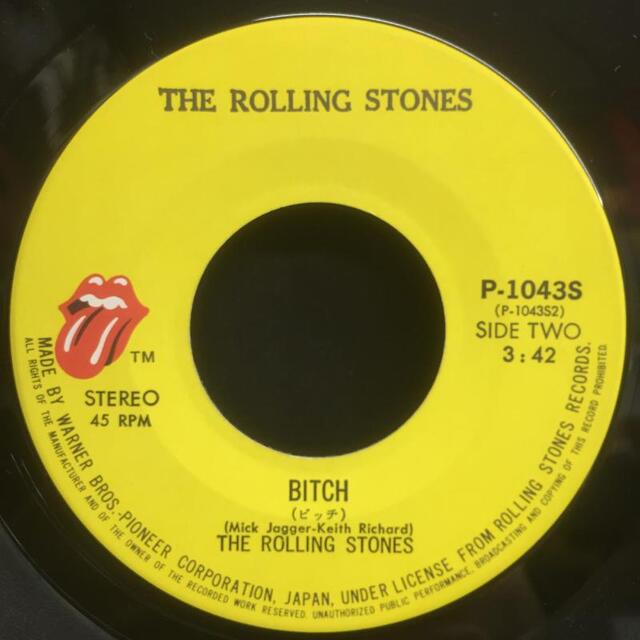 THE ROLLING STONES
P-1043S
(P-1043S2)
SIDE TWO
3:42
TM
STEREO
45 RPM
BITCH
(ビッチ)
(Mick Jagger-Keith Richard)
THE ROLLING STONES
MADE BY WARNER BROS.-PIONEER CORPORATION, JAPAN, UNDER LICENSE FROM ROLLING STONES RECORDS.
ALL RIGHTS OF THE MANUFACTURER AND OF THE OWNER OF THE RECORDED WORK RESERVED. UNAUTHORIZED PUBLIC PERFORMANCE, BROADCASTING AND COPYING OF THIS RECORD PROHIBITED.